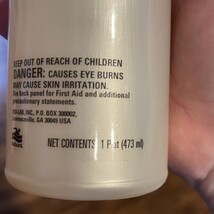 KEEP OUT OF REACH OF CHILDREN
DANGER: CAUSES EYE BURNS
MAY CAUSE SKIN IRRITATION.
See back panel for First Aid and additional
precautionary statements.
P.O. BOX 300002,
GA 30049 USA
NET CONTENTS: 1 Pint (473 ml)